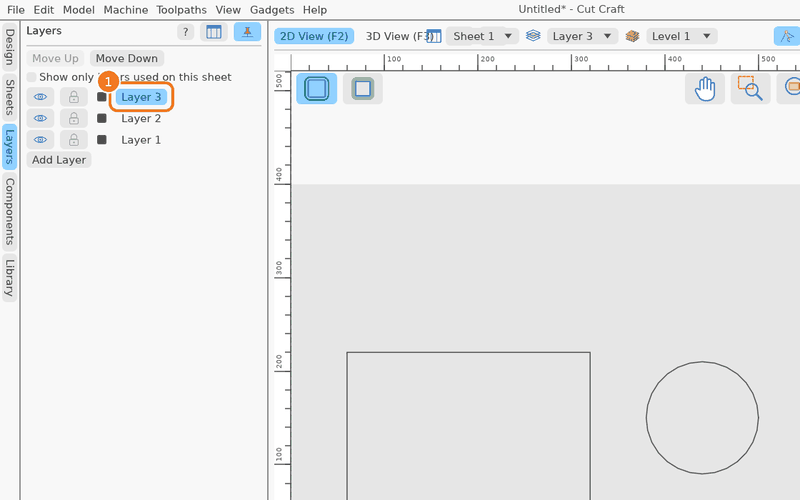 File Edit Model Machine Toolpaths View Gadgets Help Untitled* - Cut Craft
Layers ?
Move Up Move Down
Show only rs used on this sheet
1
Layer 3
Layer 2
Layer 1
Add Layer
Design
Sheets
Layers
Components
Library
2D View (F2) 3D View (F3) Sheet 1 Layer 3 Level 1
100 200 300 400 500
500
400
300
200
100